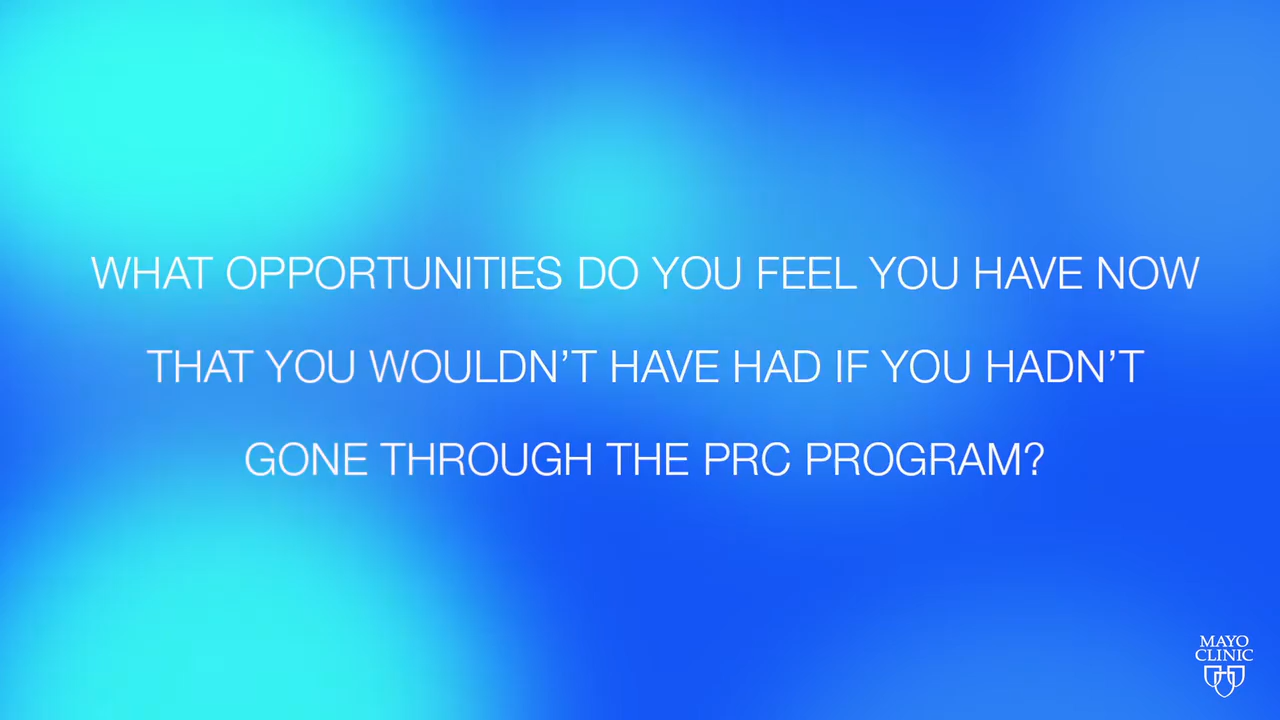 WHAT OPPORTUNITIES DO YOU FEEL YOU HAVE NOW
THAT YOU WOULDN’T HAVE HAD IF YOU HADN’T
GONE THROUGH THE PRC PROGRAM?
MAYO
CLINIC